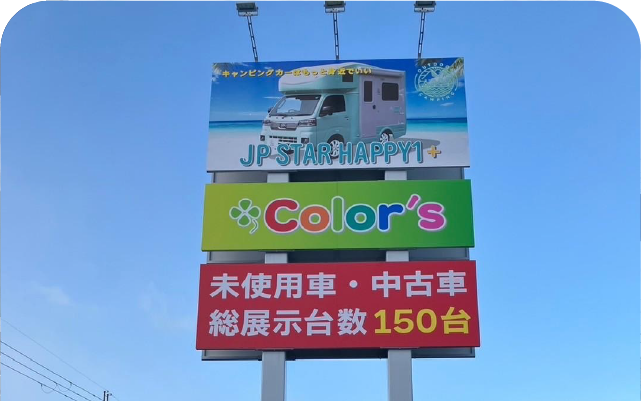 キャンピングカーはもっと身近でいい
JP STAR HAPPY1+
Color's
未使用車・中古車
総展示台数150台